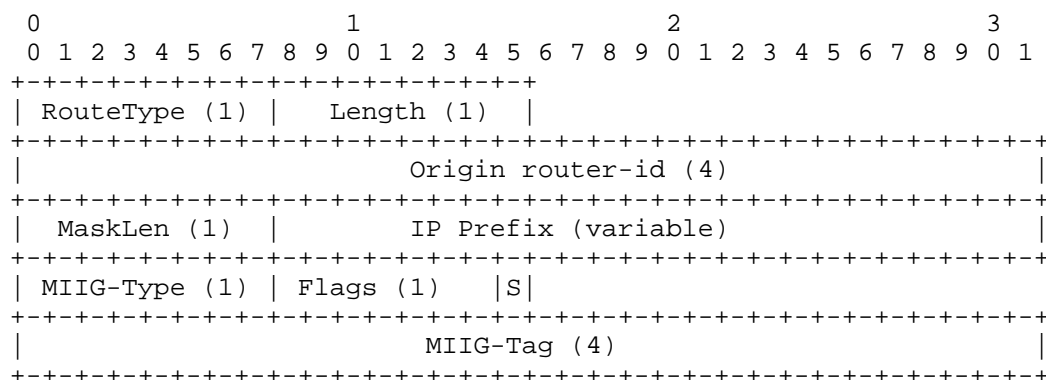 0                   1                   2                   3
 0 1 2 3 4 5 6 7 8 9 0 1 2 3 4 5 6 7 8 9 0 1 2 3 4 5 6 7 8 9 0 1
+-+-+-+-+-+-+-+-+-+-+-+-+-+-+-+-+
| RouteType (1) |   Length (1)  |
+-+-+-+-+-+-+-+-+-+-+-+-+-+-+-+-+-+-+-+-+-+-+-+-+-+-+-+-+-+-+-+-+
|                        Origin router-id (4)                   |
+-+-+-+-+-+-+-+-+-+-+-+-+-+-+-+-+-+-+-+-+-+-+-+-+-+-+-+-+-+-+-+-+
|  MaskLen (1)  |        IP Prefix (variable)                   |
+-+-+-+-+-+-+-+-+-+-+-+-+-+-+-+-+-+-+-+-+-+-+-+-+-+-+-+-+-+-+-+-+
| MIIG-Type (1) | Flags (1)   |S|
+-+-+-+-+-+-+-+-+-+-+-+-+-+-+-+-+-+-+-+-+-+-+-+-+-+-+-+-+-+-+-+-+
|                         MIIG-Tag (4)                          |
+-+-+-+-+-+-+-+-+-+-+-+-+-+-+-+-+-+-+-+-+-+-+-+-+-+-+-+-+-+-+-+-+